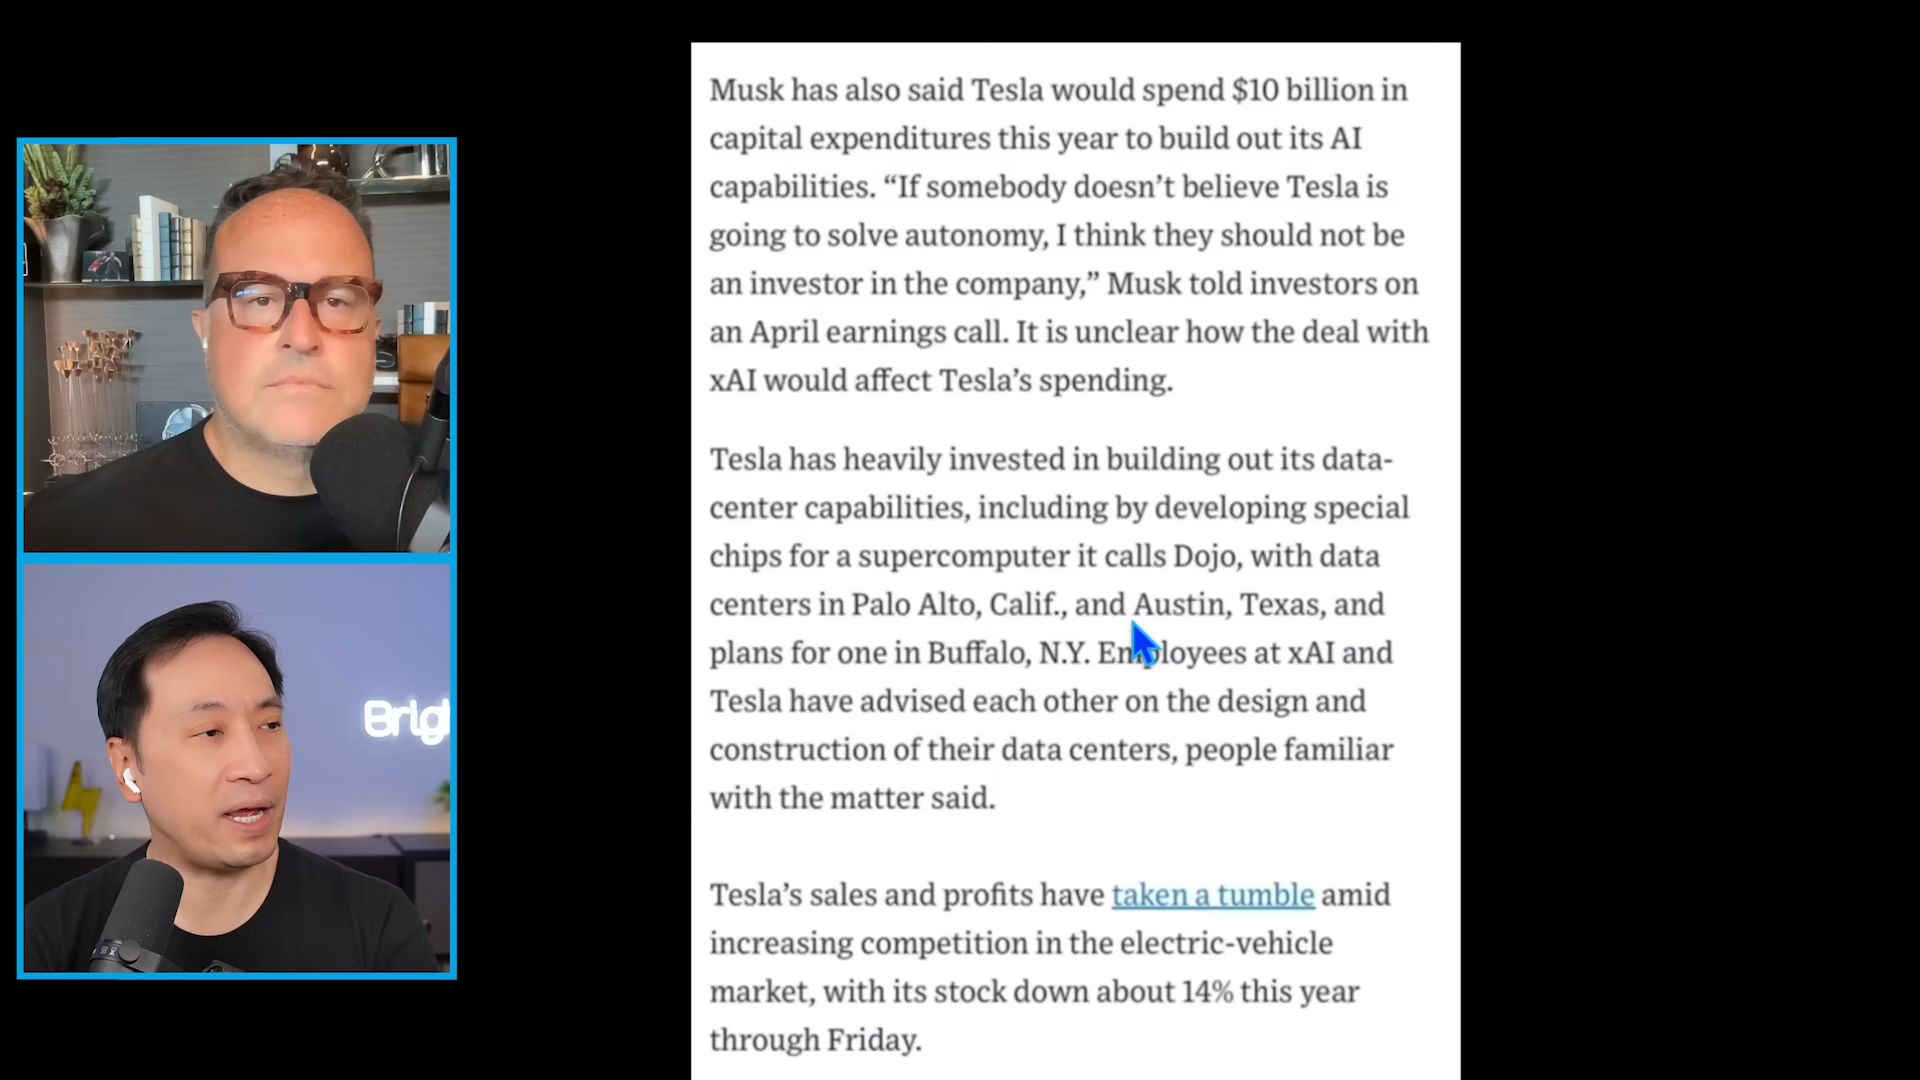 Musk has also said Tesla would spend $10 billion in
capital expenditures this year to build out its AI
capabilities. “If somebody doesn’t believe Tesla is
going to solve autonomy, I think they should not be
an investor in the company,” Musk told investors on
an April earnings call. It is unclear how the deal with
xAI would affect Tesla’s spending.
Tesla has heavily invested in building out its data-
center capabilities, including by developing special
chips for a supercomputer it calls Dojo, with data
centers in Palo Alto, Calif., and Austin, Texas, and
plans for one in Buffalo, N.Y. Employees at xAI and
Tesla have advised each other on the design and
construction of their data centers, people familiar
with the matter said.
Tesla’s sales and profits have taken a tumble amid
increasing competition in the electric-vehicle
market, with its stock down about 14% this year
through Friday.
Brig